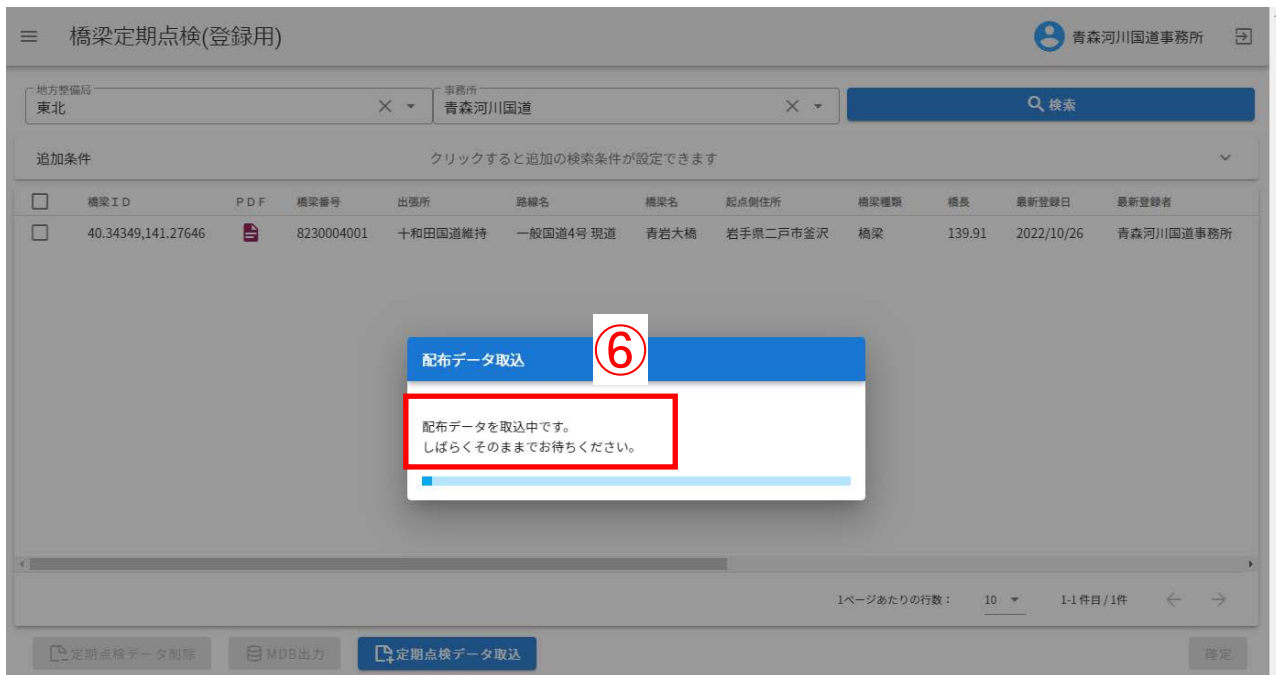 橋梁定期点検(登録用)
青森河川国道事務所
地方整備局
東北
事務所
青森河川国道
検索
追加条件
クリックすると追加の検索条件が設定できます
橋梁ID PDF 橋梁番号 出張所 路線名 橋梁名 起点側住所 橋梁種類 橋長 最新登録日 最新登録者
40.34349,141.27646 8230004001 十和田国道維持 一般国道4号 現道 青岩大橋 岩手県二戸市釜沢 橋梁 139.91 2022/10/26 青森河川国道事務所
⑥
配布データ取込
配布データを取込中です。
しばらくそのままでお待ちください。
1ページあたりの行数: 10 1-1 件目 / 1件
定期点検データ削除
MDB出力
定期点検データ取込
確定